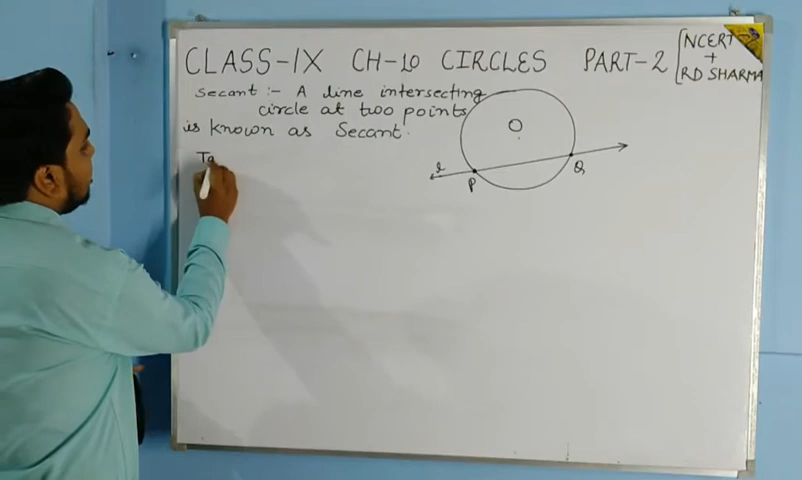 CLASS-IX CH-10 CIRCLES PART-2 [NCERT
+
RD SHARMA
Secant :- A line intersecting
circle at two points
is known as Secant.
O
l
P
Q
Ta